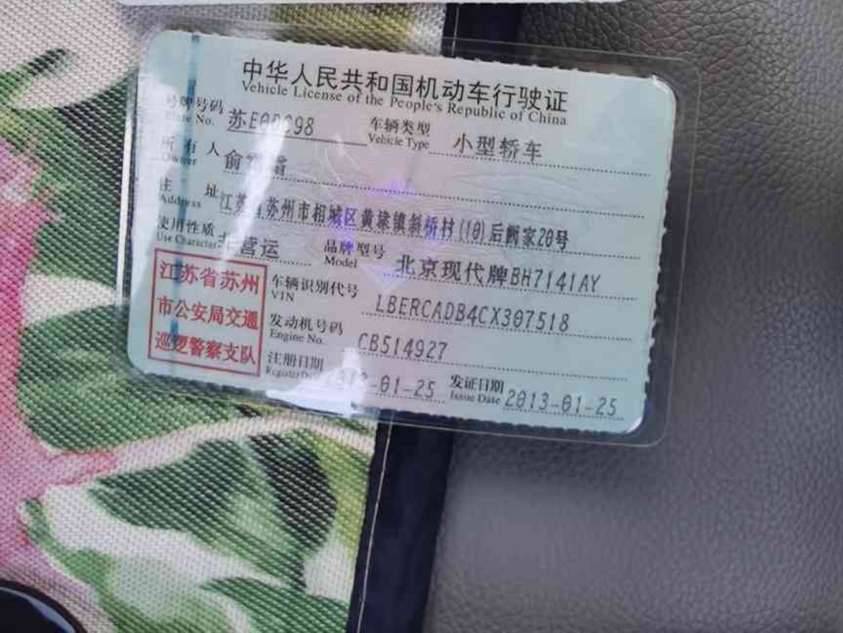 中华人民共和国机动车行驶证
Vehicle License of the People's Republic of China
号牌号码 车辆类型 小型轿车
Plate No. Vehicle Type
所有人
Owner
住址 江苏省苏州市相城区黄埭镇斜桥村(10)后阙家20号
Address
使用性质 非营运 品牌型号 北京现代牌BH7141AY
Use Character Model
江苏省苏州
市公安局交通
巡逻警察支队
车辆识别代号 LBERCADB4CX307518
VIN
发动机号码 CB514927
Engine No.
注册日期 发证日期 2013-01-25
Register Date Issue Date